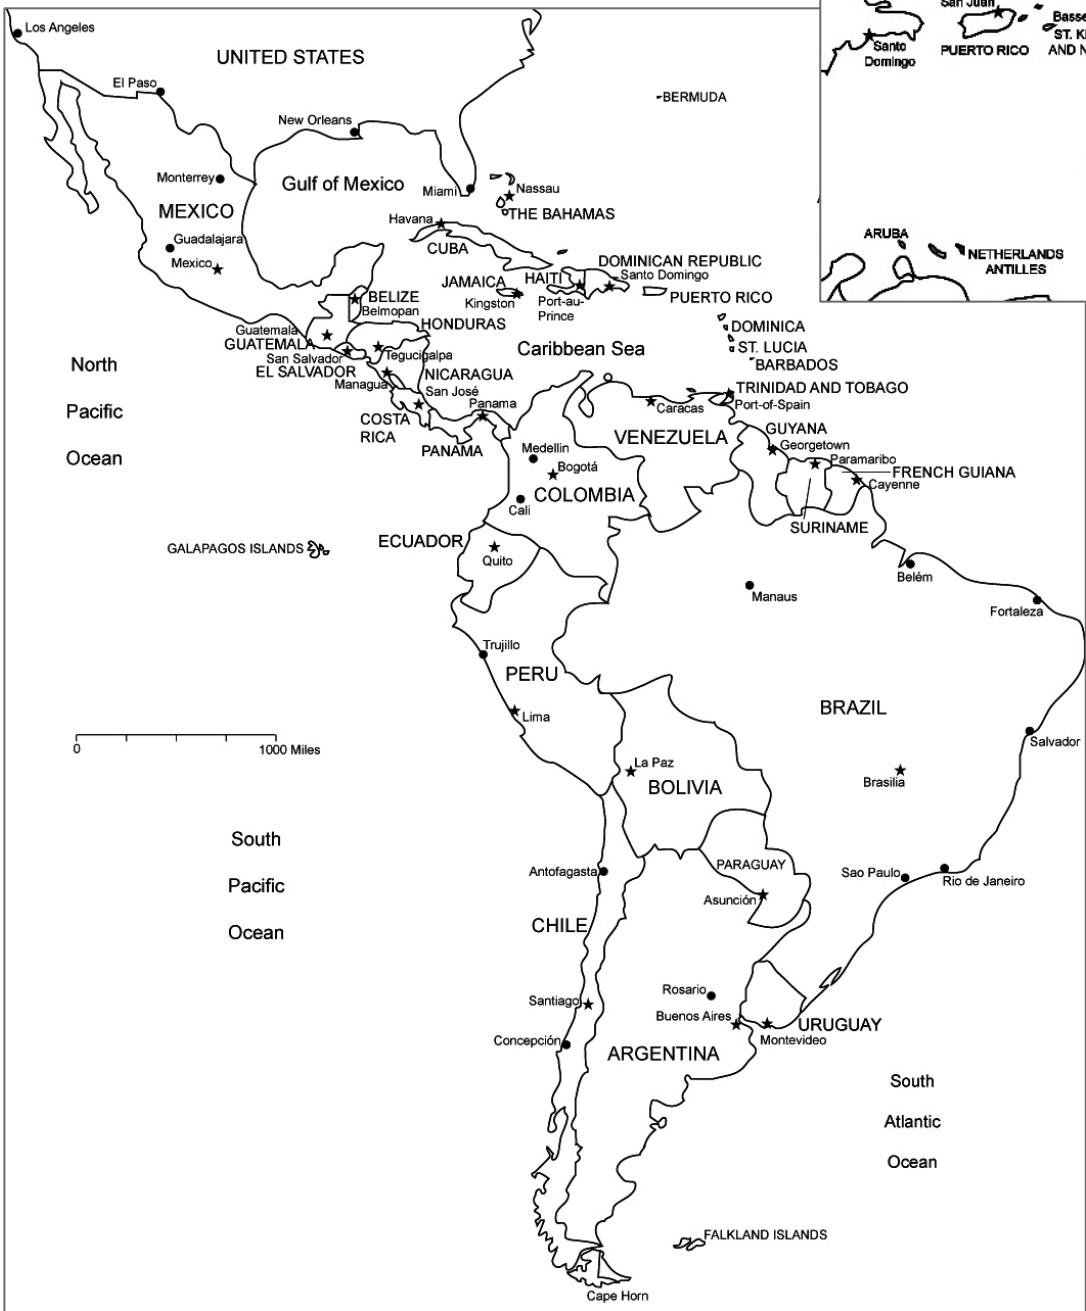 Los Angeles
UNITED STATES
El Paso
New Orleans
BERMUDA
Monterrey
Gulf of Mexico
Miami
Nassau
MEXICO
THE BAHAMAS
Havana
Guadalajara
CUBA
Mexico
DOMINICAN REPUBLIC
JAMAICA
HAITI
Santo Domingo
BELIZE
Kingston
Port-au-
Prince
PUERTO RICO
Belmopan
HONDURAS
DOMINICA
Guatemala
GUATEMALA
ST. LUCIA
Caribbean Sea
San Salvador
Tegucigalpa
BARBADOS
EL SALVADOR
NICARAGUA
Managua
San José
TRINIDAD AND TOBAGO
Panama
Caracas
Port-of-Spain
COSTA
RICA
PANAMA
VENEZUELA
GUYANA
Georgetown
Medellin
Paramaribo
Bogotá
FRENCH GUIANA
Cayenne
COLOMBIA
Cali
SURINAME
North
Pacific
Ocean
ECUADOR
GALAPAGOS ISLANDS
Quito
Belém
Manaus
Fortaleza
Trujillo
PERU
BRAZIL
Lima
Salvador
0
1000 Miles
La Paz
BOLIVIA
Brasilia
South
Pacific
Ocean
PARAGUAY
Antofagasta
Sao Paulo
Rio de Janeiro
Asunción
CHILE
Rosario
Santiago
Buenos Aires
URUGUAY
Concepción
Montevideo
ARGENTINA
South
Atlantic
Ocean
FALKLAND ISLANDS
Cape Horn
San Juan
Basse
ST. K
AND N
Santo
Domingo
PUERTO RICO
ARUBA
NETHERLANDS
ANTILLES